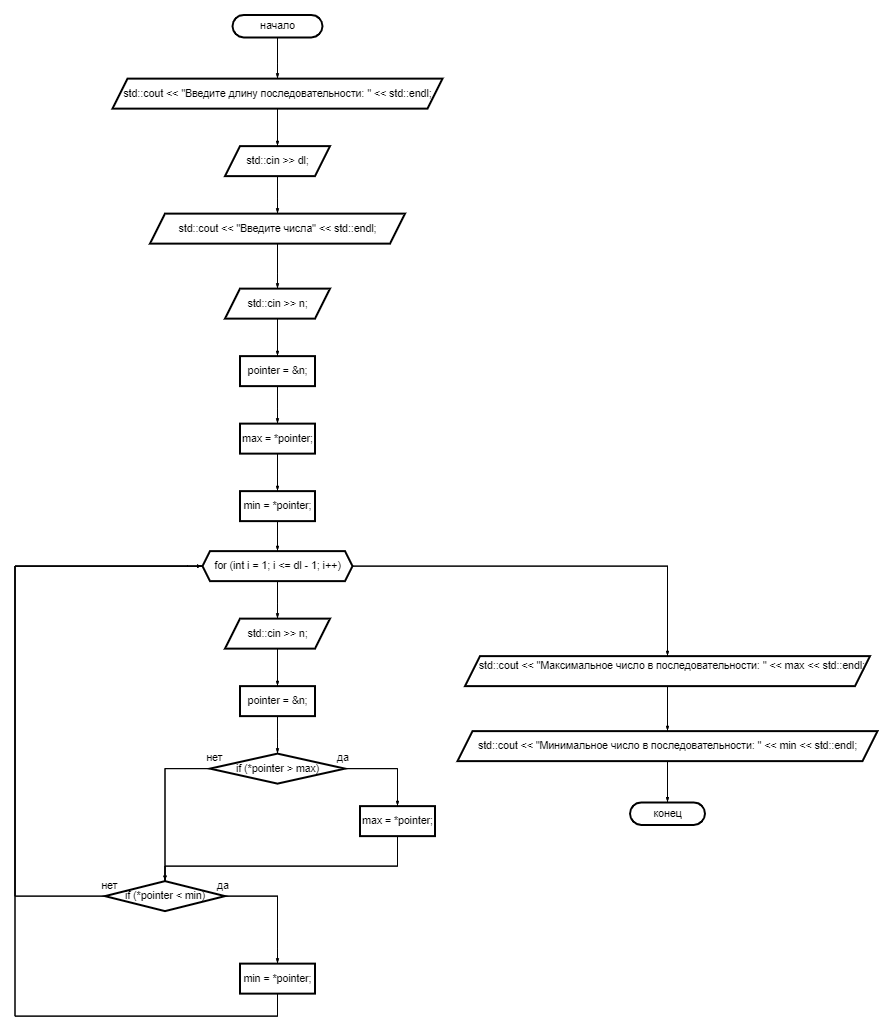 начало
std::cout << "Введите длину последовательности: " << std::endl;
std::cin >> dl;
std::cout << "Введите числа" << std::endl;
std::cin >> n;
pointer = &n;
max = *pointer;
min = *pointer;
for (int i = 1; i <= dl - 1; i++)
std::cin >> n;
pointer = &n;
нет
да
if (*pointer > max)
max = *pointer;
нет
да
if (*pointer < min)
min = *pointer;
std::cout << "Максимальное число в последовательности: " << max << std::endl;
std::cout << "Минимальное число в последовательности: " << min << std::endl;
конец